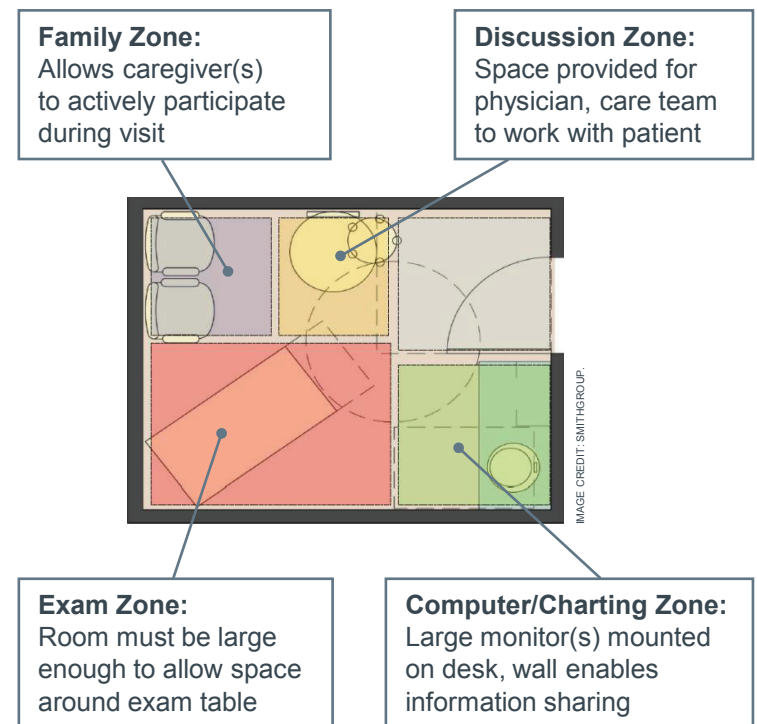 Family Zone:
Allows caregiver(s)
to actively participate
during visit
Discussion Zone:
Space provided for
physician, care team
to work with patient
IMAGE CREDIT: SMITHGROUP.
Exam Zone:
Room must be large
enough to allow space
around exam table
Computer/Charting Zone:
Large monitor(s) mounted
on desk, wall enables
information sharing